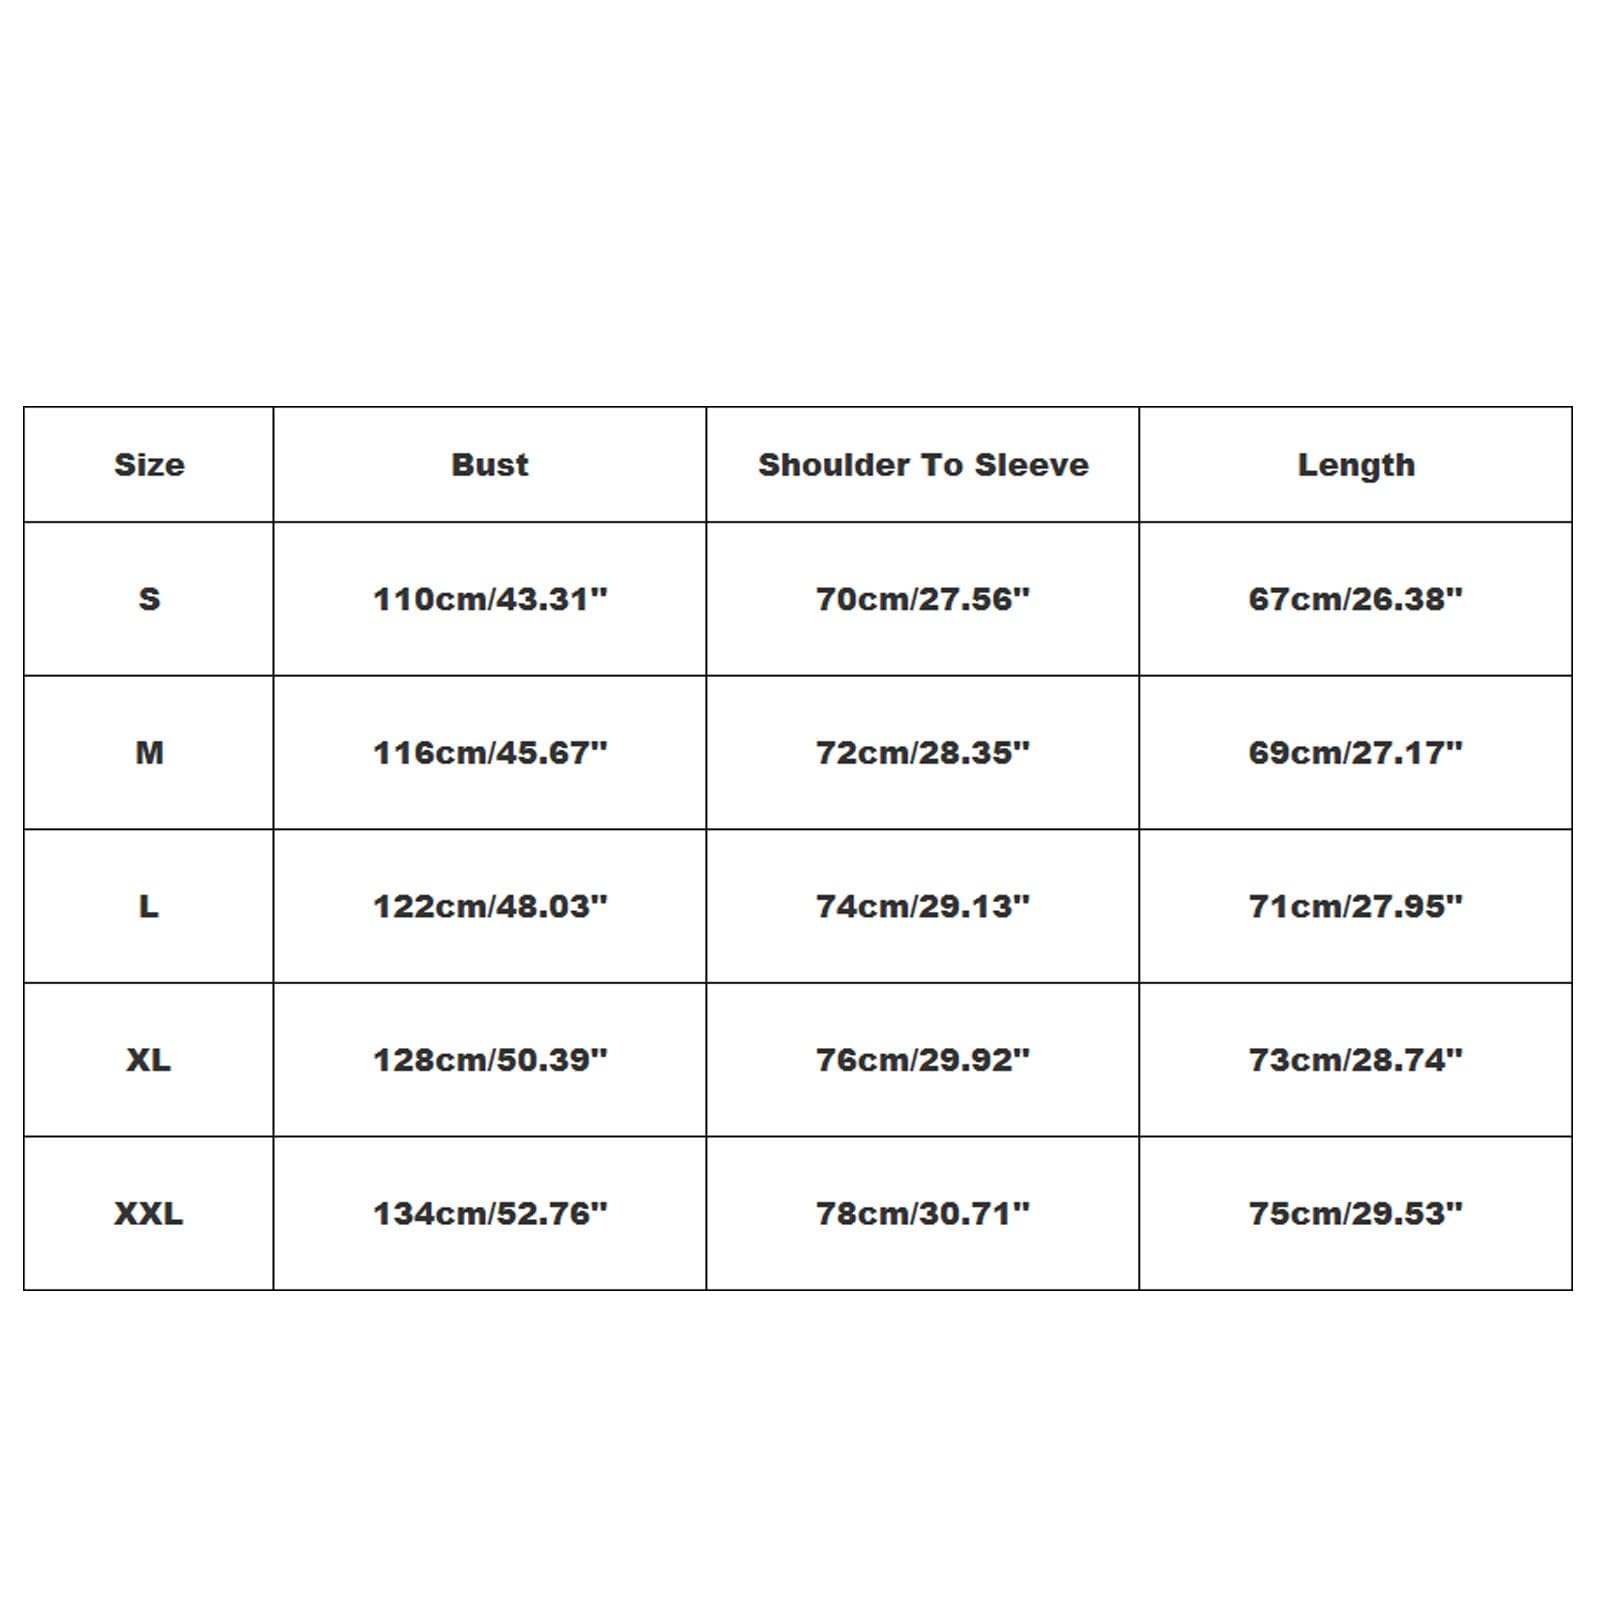 Size Bust Shoulder To Sleeve Length
S 110cm/43.31" 70cm/27.56" 67cm/26.38"
M 116cm/45.67" 72cm/28.35" 69cm/27.17"
L 122cm/48.03" 74cm/29.13" 71cm/27.95"
XL 128cm/50.39" 76cm/29.92" 73cm/28.74"
XXL 134cm/52.76" 78cm/30.71" 75cm/29.53"